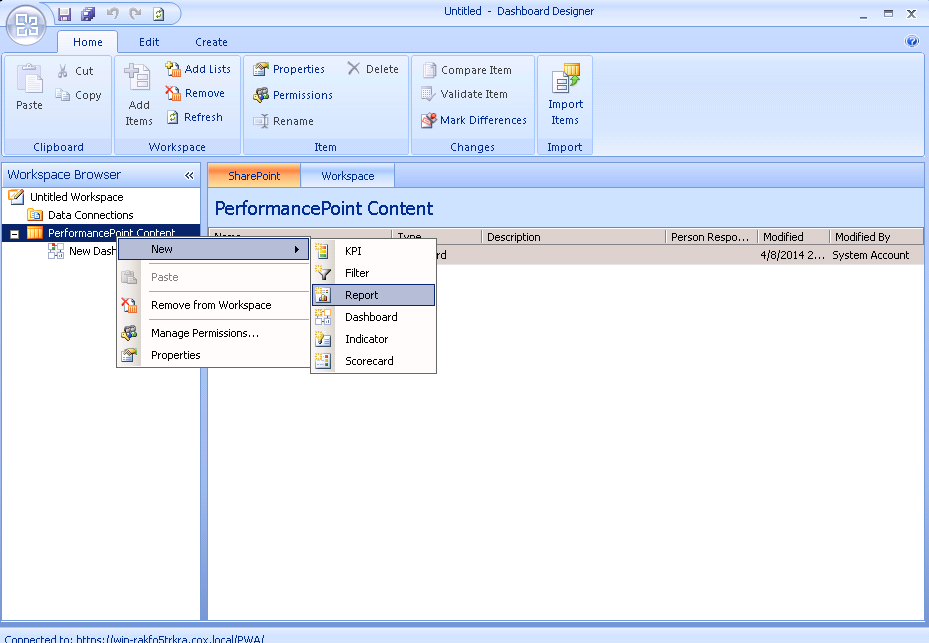 Untitled - Dashboard Designer
Home Edit Create
Paste
Cut
Copy
Clipboard
Add Items
Add Lists
Remove
Refresh
Workspace
Properties
Permissions
Rename
Delete
Item
Compare Item
Validate Item
Mark Differences
Changes
Import Items
Import
Workspace Browser «
Untitled Workspace
Data Connections
PerformancePoint Content
New Dash
SharePoint Workspace
PerformancePoint Content
Name Type Description Person Respo... Modified Modified By
rd 4/8/2014 2... System Account
New
Paste
Remove from Workspace
Manage Permissions...
Properties
KPI
Filter
Report
Dashboard
Indicator
Scorecard
Connected to: https://win-rakfo5trkra.cox.local/PWA/